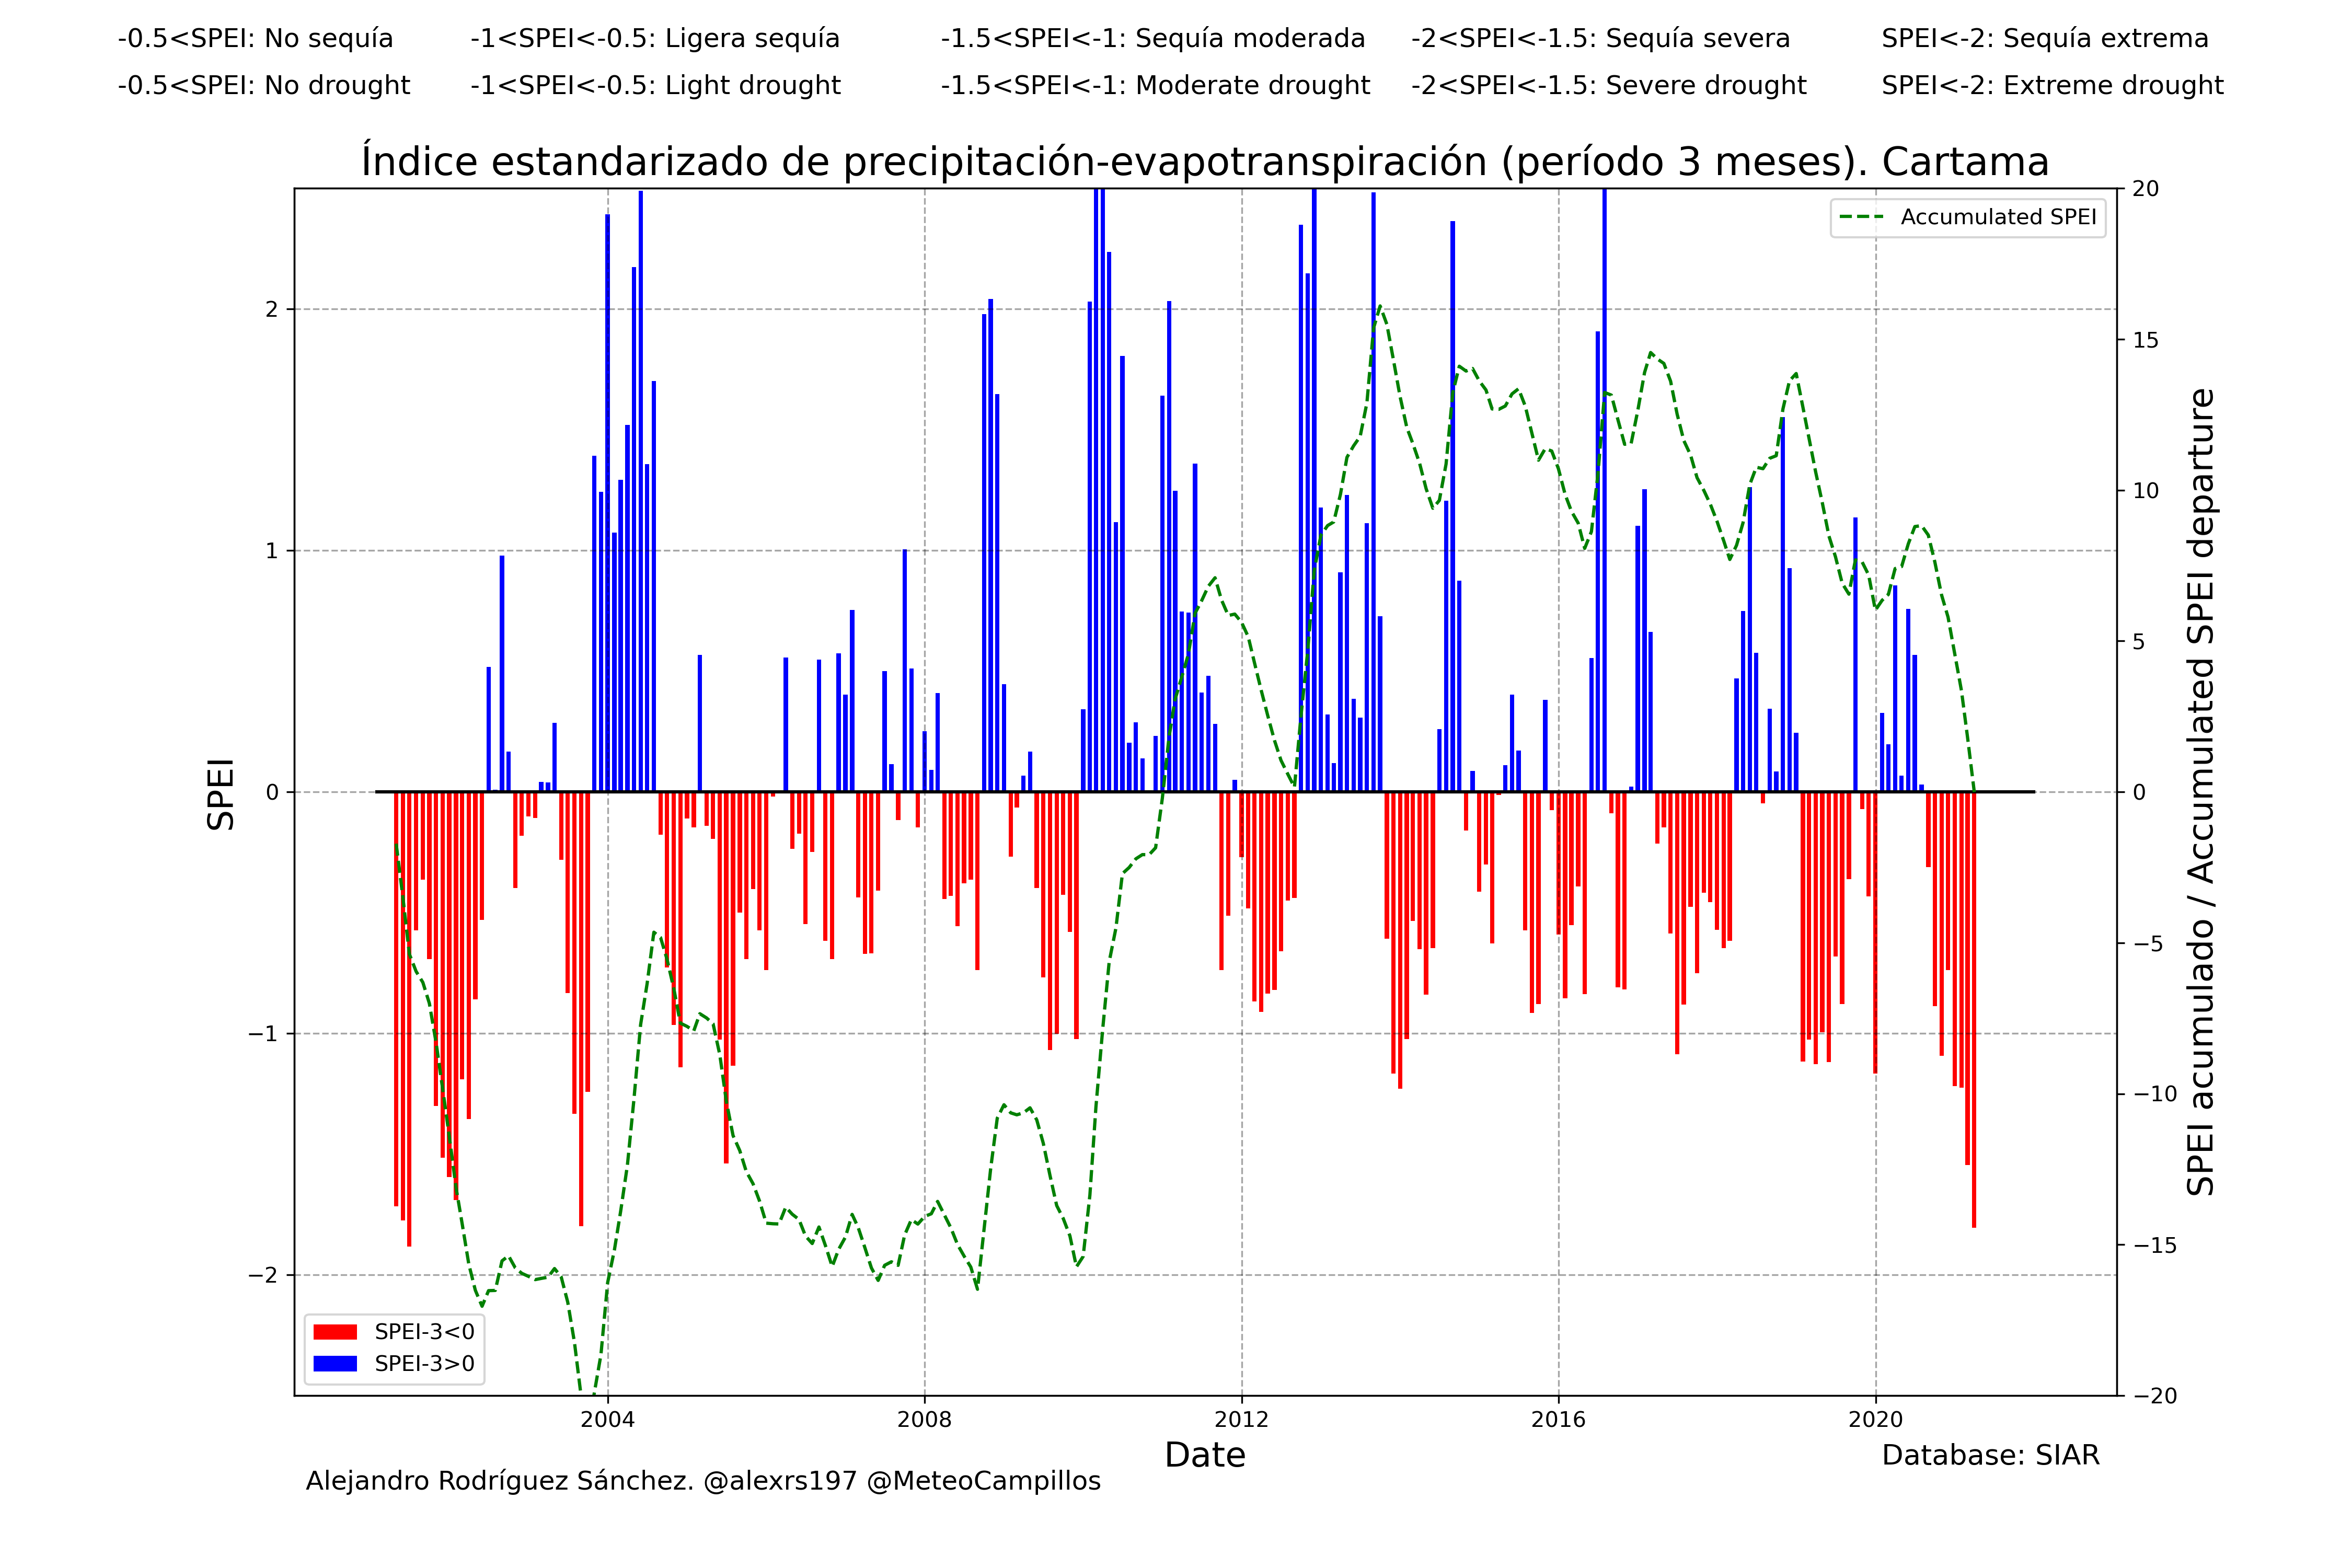 -0.5<SPEI: No sequía -1<SPEI<-0.5: Ligera sequía -1.5<SPEI<-1: Sequía moderada -2<SPEI<-1.5: Sequía severa SPEI<-2: Sequía extrema
-0.5<SPEI: No drought -1<SPEI<-0.5: Light drought -1.5<SPEI<-1: Moderate drought -2<SPEI<-1.5: Severe drought SPEI<-2: Extreme drought
Índice estandarizado de precipitación-evapotranspiración (período 3 meses). Cartama
Accumulated SPEI
SPEI
2
1
0
−1
−2
20
15
10
5
0
−5
−10
−15
−20
SPEI acumulado / Accumulated SPEI departure
SPEI-3<0
SPEI-3>0
2004 2008 2012 2016 2020
Date
Database: SIAR
Alejandro Rodríguez Sánchez. @alexrs197 @MeteoCampillos